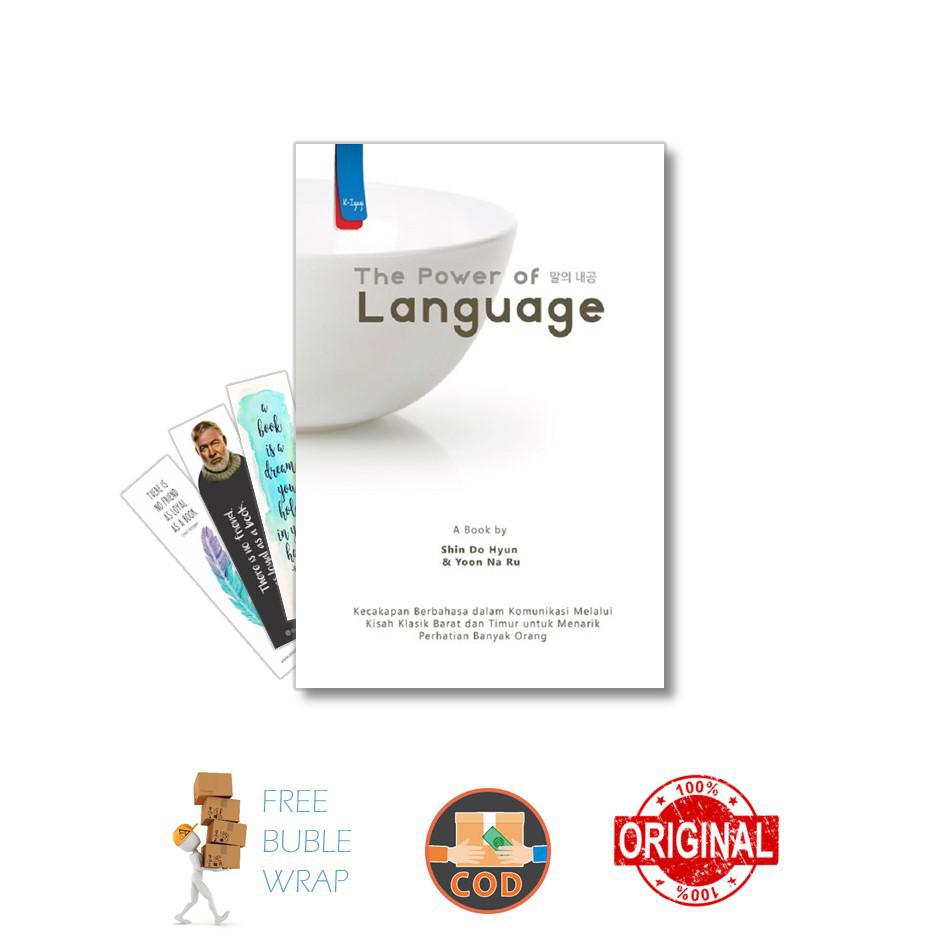 K-Iyagi
The Power of 말의 내공
Language
A Book by
Shin Do Hyun
& Yoon Na Ru
Kecakapan Berbahasa dalam Komunikasi Melalui
Kisah Klasik Barat dan Timur untuk Menarik
Perhatian Banyak Orang
a
book
is a
dream
you
in
THERE IS
NO FRIEND
AS LOYAL
AS A BOOK
There is no friend
as loyal as a book.
FREE
BUBLE
WRAP
COD
100%
ORIGINAL
100%